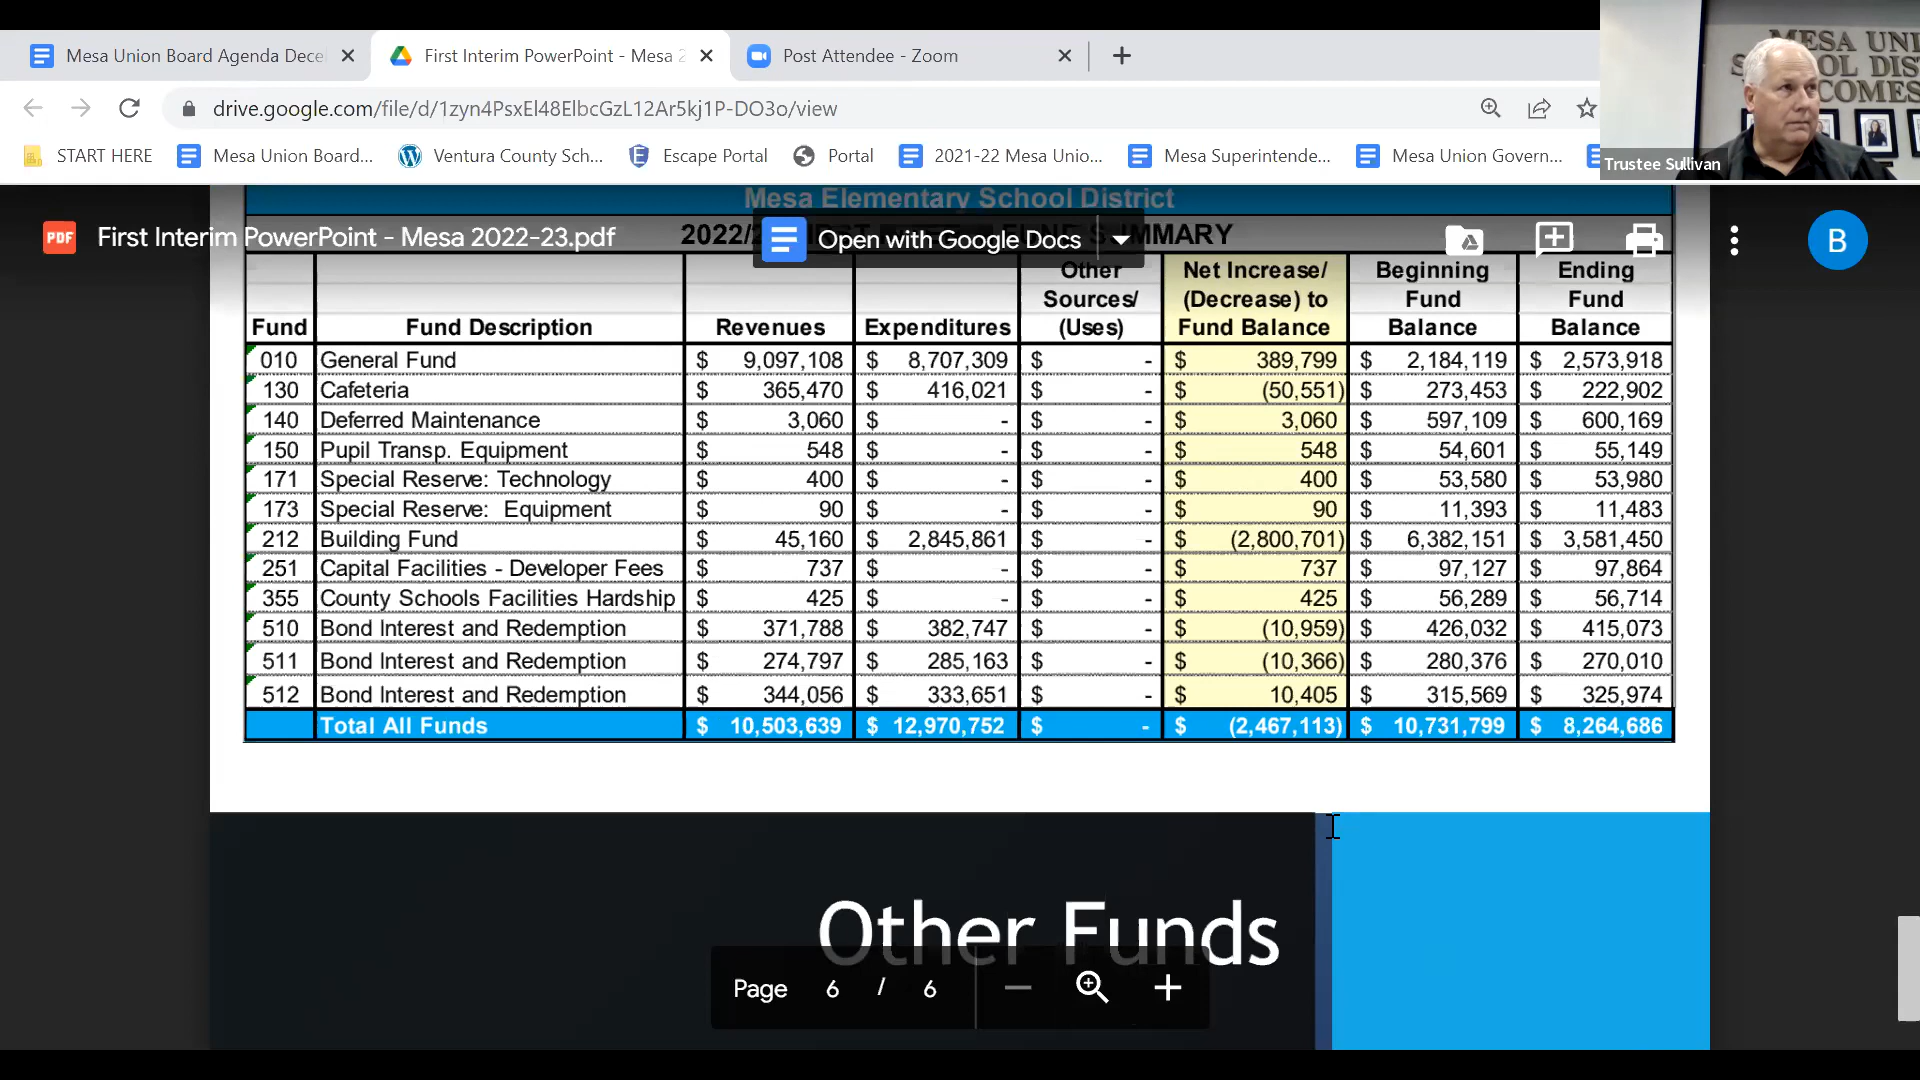 Mesa Union Board Agenda Dece
First Interim PowerPoint - Mesa 2
Post Attendee - Zoom
drive.google.com/file/d/1zyn4PsxEl48ElbcGzL12Ar5kj1P-DO3o/view
START HERE
Mesa Union Board...
Ventura County Sch...
Escape Portal
Portal
2021-22 Mesa Unio...
Mesa Superintende...
Mesa Union Govern...
MESA UNI
OL DIS
COMES
Trustee Sullivan
Mesa Elementary School District
PDF First Interim PowerPoint - Mesa 2022-23.pdf
2022/2
MMARY
Open with Google Docs
B
Fund Fund Description Revenues Expenditures Other Sources/ (Uses) Net Increase/ (Decrease) to Fund Balance Beginning Fund Balance Ending Fund Balance
010 General Fund $ 9,097,108 $ 8,707,309 $ - $ 389,799 $ 2,184,119 $ 2,573,918
130 Cafeteria $ 365,470 $ 416,021 $ - $ (50,551) $ 273,453 $ 222,902
140 Deferred Maintenance $ 3,060 $ - $ - $ 3,060 $ 597,109 $ 600,169
150 Pupil Transp. Equipment $ 548 $ - $ - $ 548 $ 54,601 $ 55,149
171 Special Reserve: Technology $ 400 $ - $ - $ 400 $ 53,580 $ 53,980
173 Special Reserve: Equipment $ 90 $ - $ - $ 90 $ 11,393 $ 11,483
212 Building Fund $ 45,160 $ 2,845,861 $ - $ (2,800,701) $ 6,382,151 $ 3,581,450
251 Capital Facilities - Developer Fees $ 737 $ - $ - $ 737 $ 97,127 $ 97,864
355 County Schools Facilities Hardship $ 425 $ - $ - $ 425 $ 56,289 $ 56,714
510 Bond Interest and Redemption $ 371,788 $ 382,747 $ - $ (10,959) $ 426,032 $ 415,073
511 Bond Interest and Redemption $ 274,797 $ 285,163 $ - $ (10,366) $ 280,376 $ 270,010
512 Bond Interest and Redemption $ 344,056 $ 333,651 $ - $ 10,405 $ 315,569 $ 325,974
Total All Funds $ 10,503,639 $ 12,970,752 $ - $ (2,467,113) $ 10,731,799 $ 8,264,686
Other Funds
Page 6 / 6